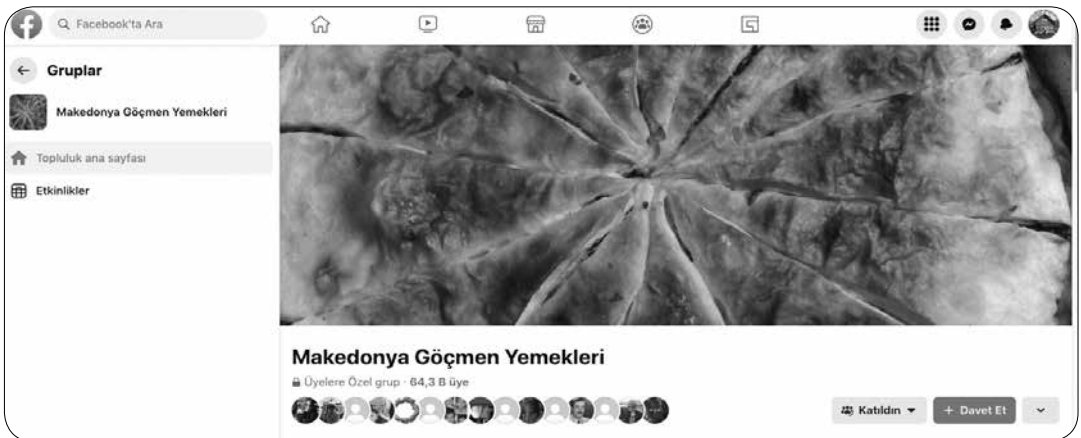 Facebook'ta Ara
Gruplar
Makedonya Göçmen Yemekleri
Topluluk ana sayfası
Etkinlikler
Makedonya Göçmen Yemekleri
Üyelere Özel grup · 64,3 B üye
Katıldın
+ Davet Et